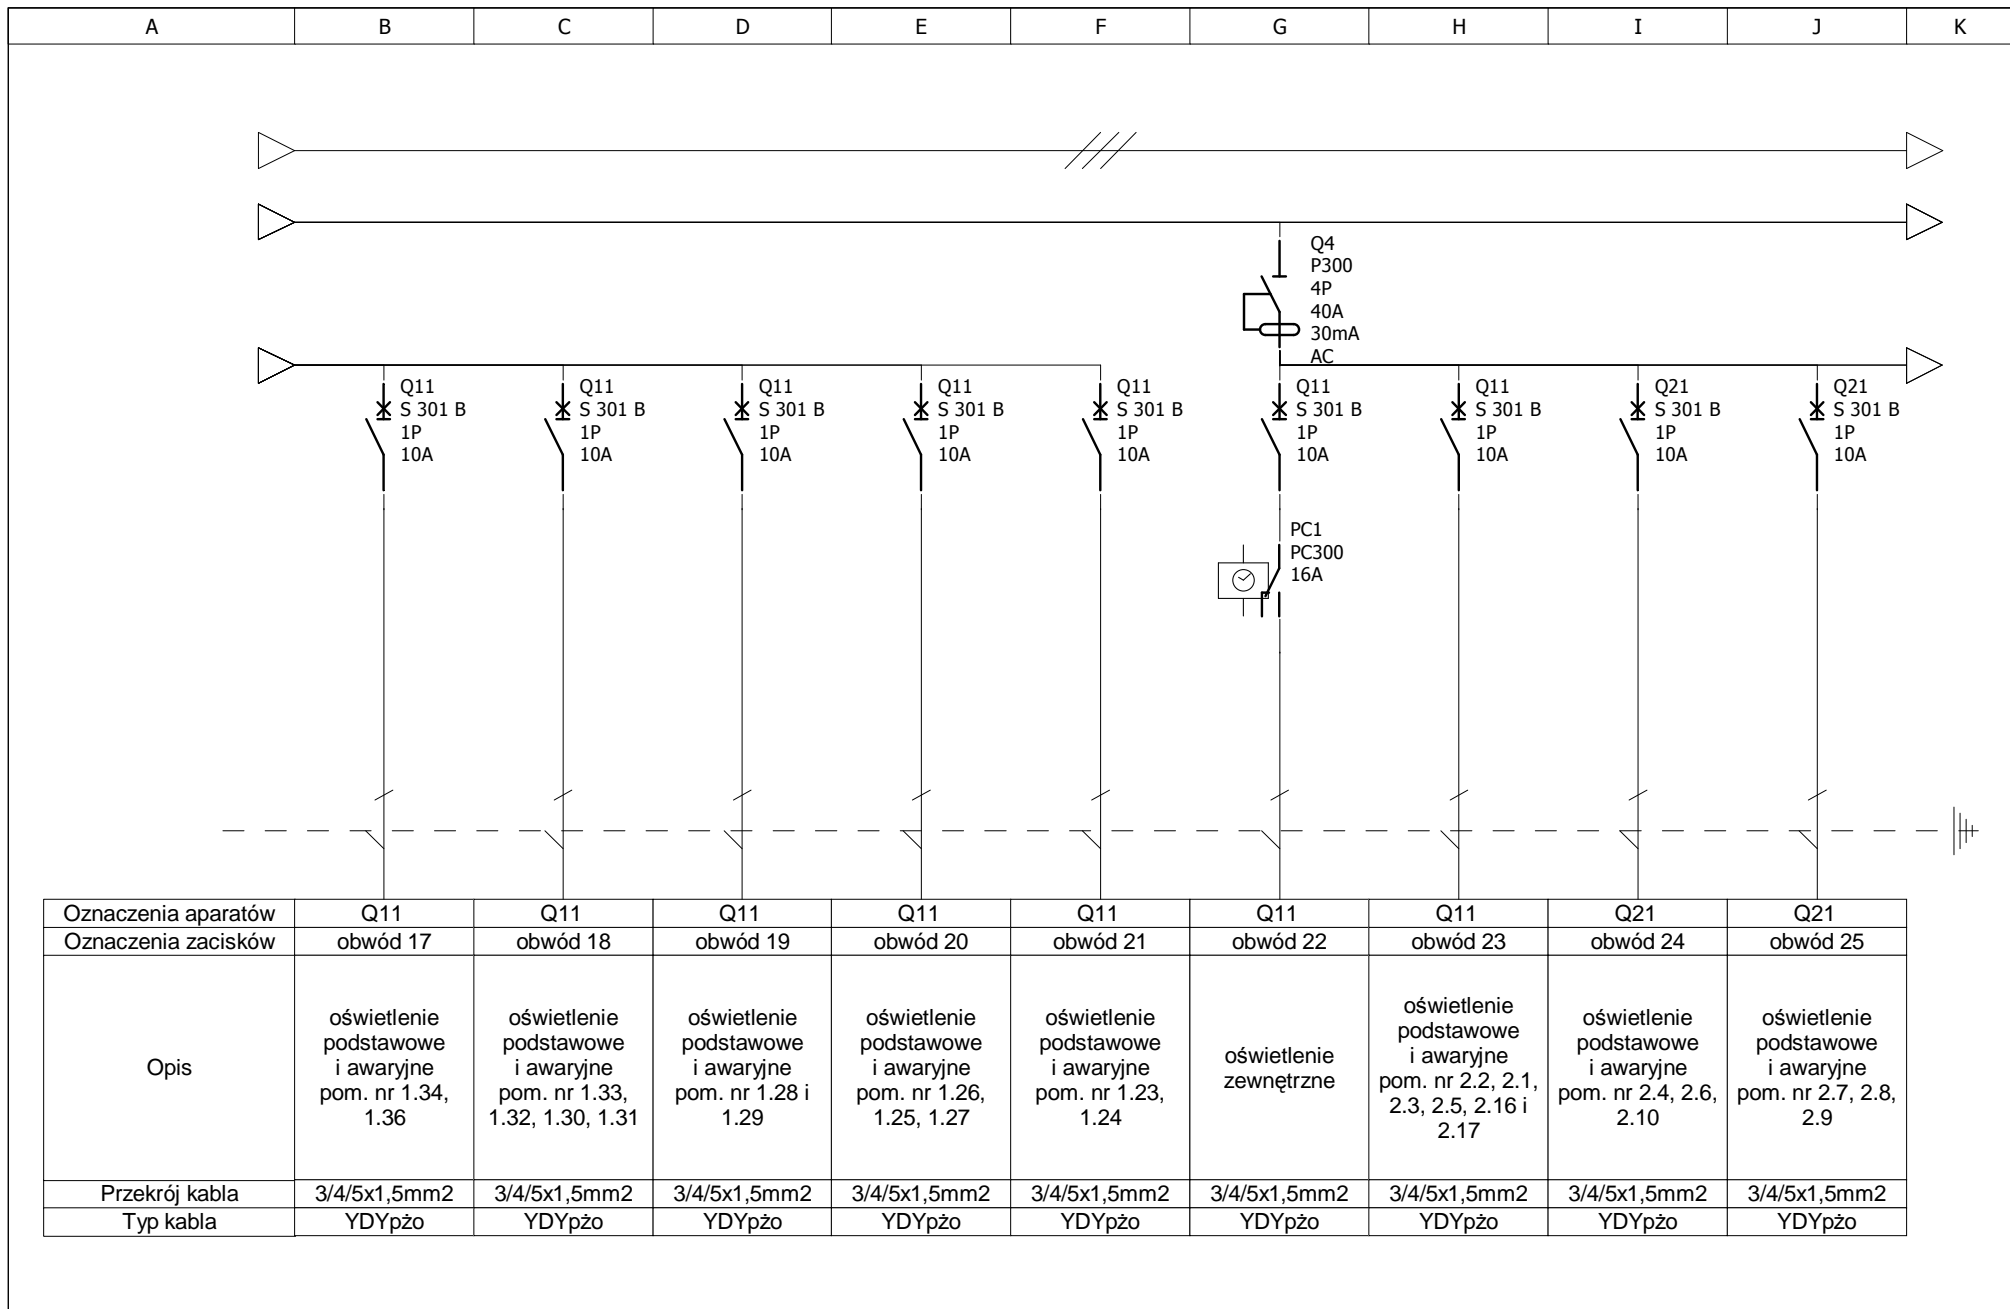 A B C D E F G H I J K
Q4
P300
4P
40A
30mA
AC
Q11 Q11 Q11 Q11 Q11 Q11 Q11 Q21 Q21
S 301 B S 301 B S 301 B S 301 B S 301 B S 301 B S 301 B S 301 B S 301 B
1P 1P 1P 1P 1P 1P 1P 1P 1P
10A 10A 10A 10A 10A 10A 10A 10A 10A
PC1
PC300
16A
Oznaczenia aparatów Q11 Q11 Q11 Q11 Q11 Q11 Q11 Q21 Q21
Oznaczenia zacisków obwód 17 obwód 18 obwód 19 obwód 20 obwód 21 obwód 22 obwód 23 obwód 24 obwód 25
Opis
oświetlenie
podstawowe
i awaryjne
pom. nr 1.34,
1.36
oświetlenie
podstawowe
i awaryjne
pom. nr 1.33,
1.32, 1.30, 1.31
oświetlenie
podstawowe
i awaryjne
pom. nr 1.28 i
1.29
oświetlenie
podstawowe
i awaryjne
pom. nr 1.26,
1.25, 1.27
oświetlenie
podstawowe
i awaryjne
pom. nr 1.23,
1.24
oświetlenie
zewnętrzne
oświetlenie
podstawowe
i awaryjne
pom. nr 2.2, 2.1,
2.3, 2.5, 2.16 i
2.17
oświetlenie
podstawowe
i awaryjne
pom. nr 2.4, 2.6,
2.10
oświetlenie
podstawowe
i awaryjne
pom. nr 2.7, 2.8,
2.9
Przekrój kabla 3/4/5x1,5mm2 3/4/5x1,5mm2 3/4/5x1,5mm2 3/4/5x1,5mm2 3/4/5x1,5mm2 3/4/5x1,5mm2 3/4/5x1,5mm2 3/4/5x1,5mm2 3/4/5x1,5mm2
Typ kabla YDYpżo YDYpżo YDYpżo YDYpżo YDYpżo YDYpżo YDYpżo YDYpżo YDYpżo